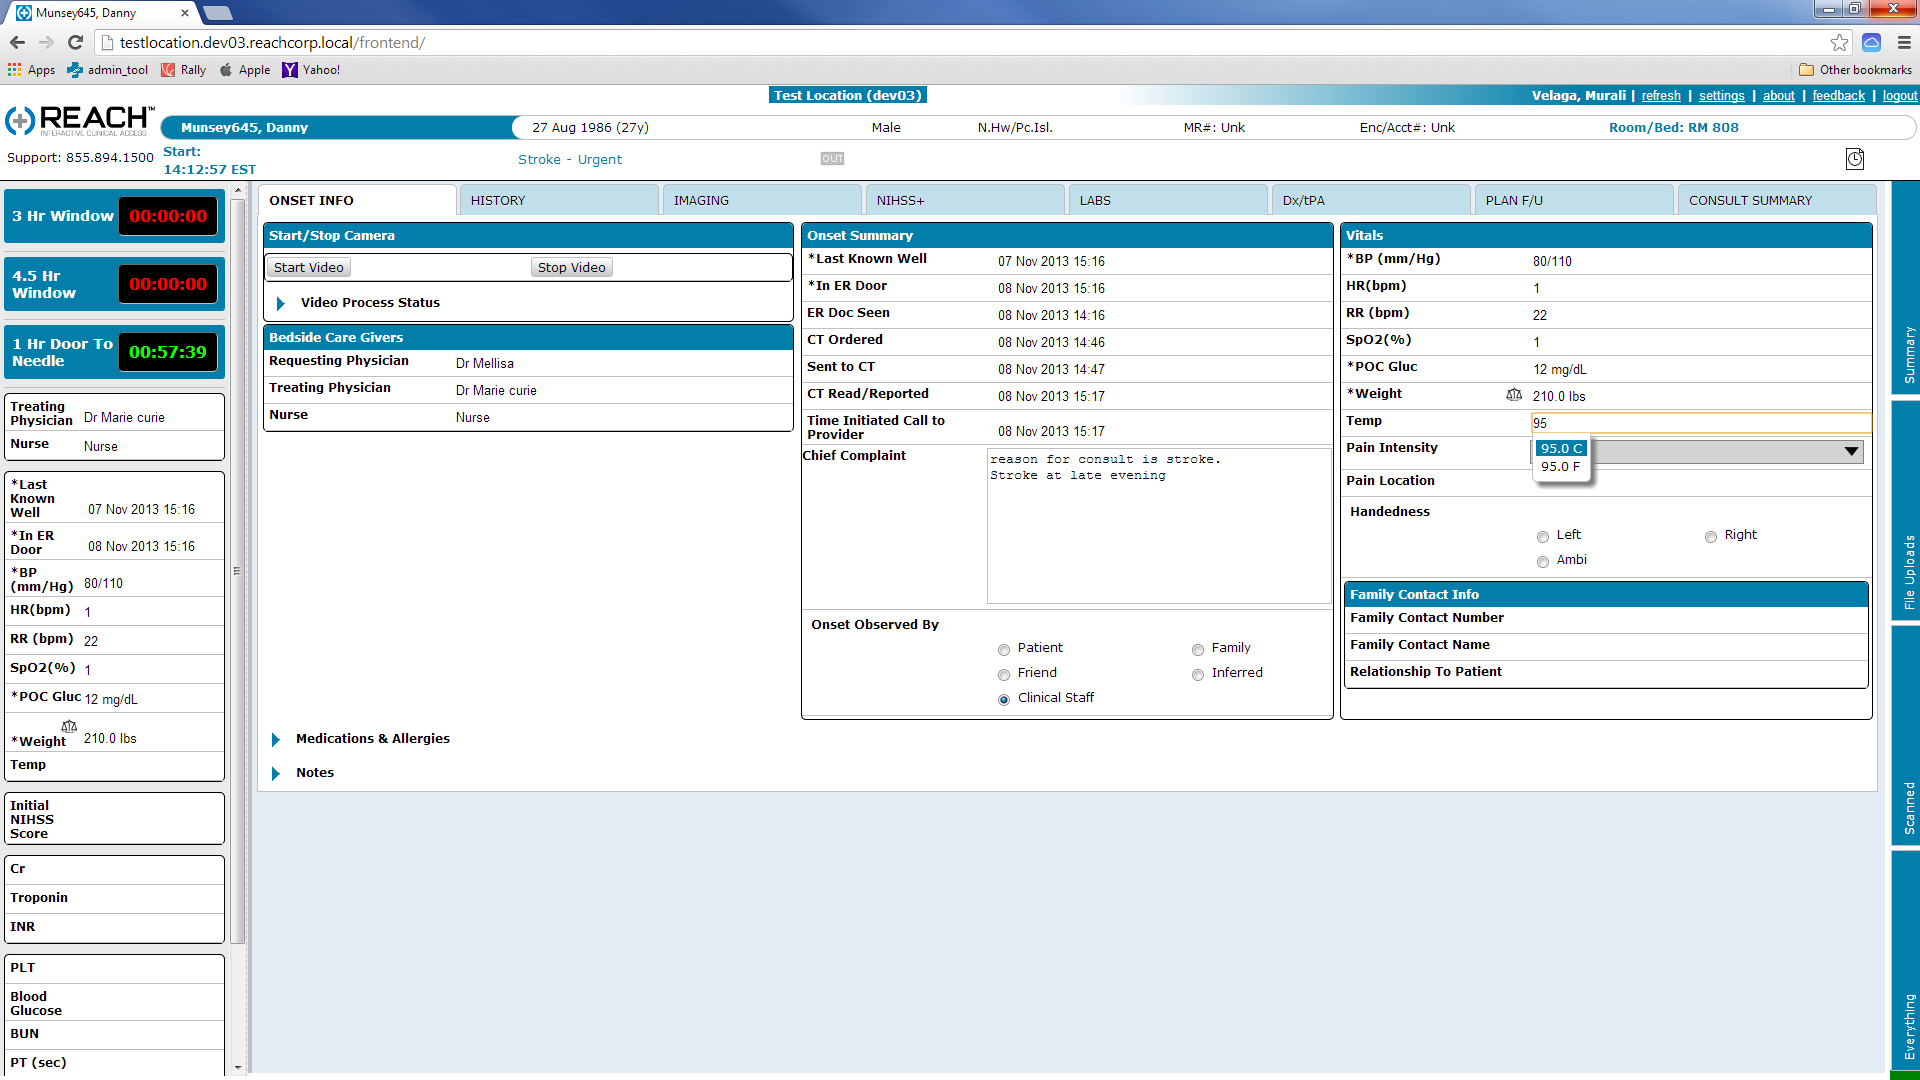 Munsey645, Danny
testlocation.dev03.reachcorp.local/frontend/
Apps admin_tool Rally Apple Yahoo! Other bookmarks
Test Location (dev03) Velaga, Murali | refresh | settings | about | feedback | logout
REACH™
INTERACTIVE CLINICAL ACCESS
Munsey645, Danny 27 Aug 1986 (27y) Male N.Hw/Pc.Isl. MR#: Unk Enc/Acct#: Unk Room/Bed: RM 808
Support: 855.894.1500
Start:
14:12:57 EST
Stroke - Urgent OUT
3 Hr Window 00:00:00
4.5 Hr
Window
00:00:00
1 Hr Door To
Needle
00:57:39
Treating
Physician
Dr Marie curie
Nurse Nurse
*Last
Known
Well
07 Nov 2013 15:16
*In ER
Door
08 Nov 2013 15:16
*BP
(mm/Hg)
80/110
HR(bpm) 1
RR (bpm) 22
SpO2(%) 1
*POC Gluc 12 mg/dL
*Weight 210.0 lbs
Temp
Initial
NIHSS
Score
Cr
Troponin
INR
PLT
Blood
Glucose
BUN
PT (sec)
ONSET INFO HISTORY IMAGING NIHSS+ LABS Dx/tPA PLAN F/U CONSULT SUMMARY
Start/Stop Camera
Start Video Stop Video
Video Process Status
Bedside Care Givers
Requesting Physician Dr Mellisa
Treating Physician Dr Marie curie
Nurse Nurse
Onset Summary
*Last Known Well 07 Nov 2013 15:16
*In ER Door 08 Nov 2013 15:16
ER Doc Seen 08 Nov 2013 14:16
CT Ordered 08 Nov 2013 14:46
Sent to CT 08 Nov 2013 14:47
CT Read/Reported 08 Nov 2013 15:17
Time Initiated Call to
Provider
08 Nov 2013 15:17
Chief Complaint
reason for consult is stroke.
Stroke at late evening
Onset Observed By
Patient Family
Friend Inferred
Clinical Staff
Vitals
*BP (mm/Hg) 80/110
HR(bpm) 1
RR (bpm) 22
SpO2(%) 1
*POC Gluc 12 mg/dL
*Weight 210.0 lbs
Temp 95
95.0 C
95.0 F
Pain Intensity
Pain Location
Handedness
Left Right
Ambi
Family Contact Info
Family Contact Number
Family Contact Name
Relationship To Patient
Medications & Allergies
Notes
Summary
File Uploads
Scanned
Everything